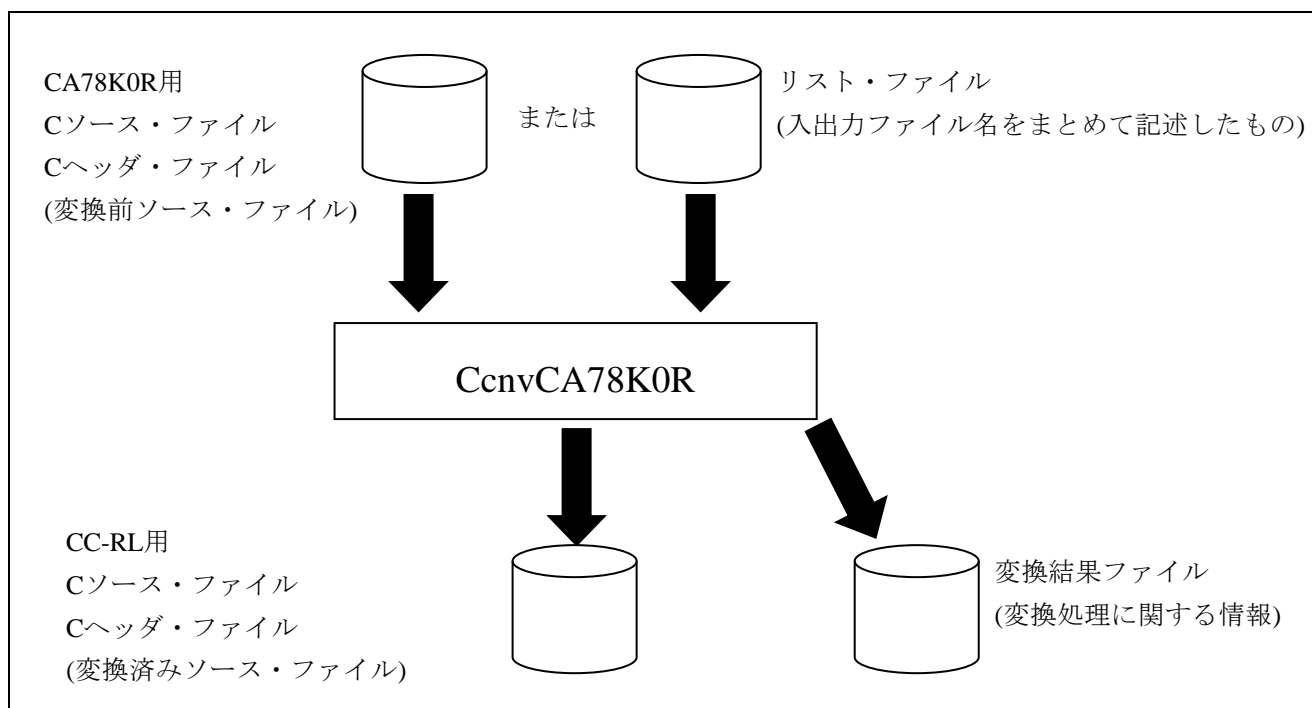 CA78K0R用
Cソース・ファイル
Cヘッダ・ファイル
(変換前ソース・ファイル)
または
リスト・ファイル
(入出力ファイル名をまとめて記述したもの)
CcnvCA78K0R
CC-RL用
Cソース・ファイル
Cヘッダ・ファイル
(変換済みソース・ファイル)
変換結果ファイル
(変換処理に関する情報)